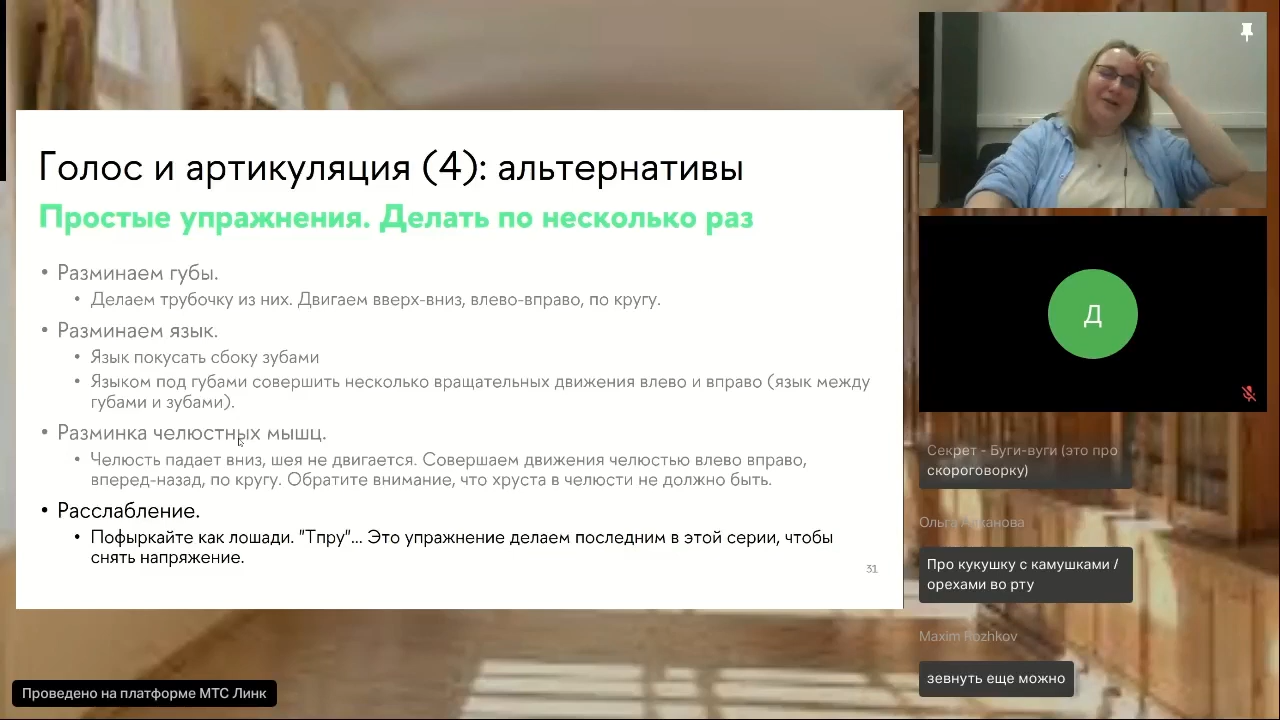 Голос и артикуляция (4): альтернативы
Простые упражнения. Делать по несколько раз
• Разминаем губы.
• Делаем трубочку из них. Двигаем вверх-вниз, влево-вправо, по кругу.
• Разминаем язык.
• Язык покусать сбоку зубами
• Языком под губами совершить несколько вращательных движения влево и вправо (язык между
губами и зубами).
• Разминка челюстных мышц.
• Челюсть падает вниз, шея не двигается. Совершаем движения челюстью влево вправо,
вперед-назад, по кругу. Обратите внимание, что хруста в челюсти не должно быть.
• Расслабление.
• Пофыркайте как лошади. "Тпру"... Это упражнение делаем последним в этой серии, чтобы
снять напряжение.
31
Д
Секрет - Буги-вуги (это про
скороговорку)
Ольга
Про кукушку с камушками /
орехами во рту
Maxim Rozhkov
зевнуть еще можно
Проведено на платформе МТС Линк